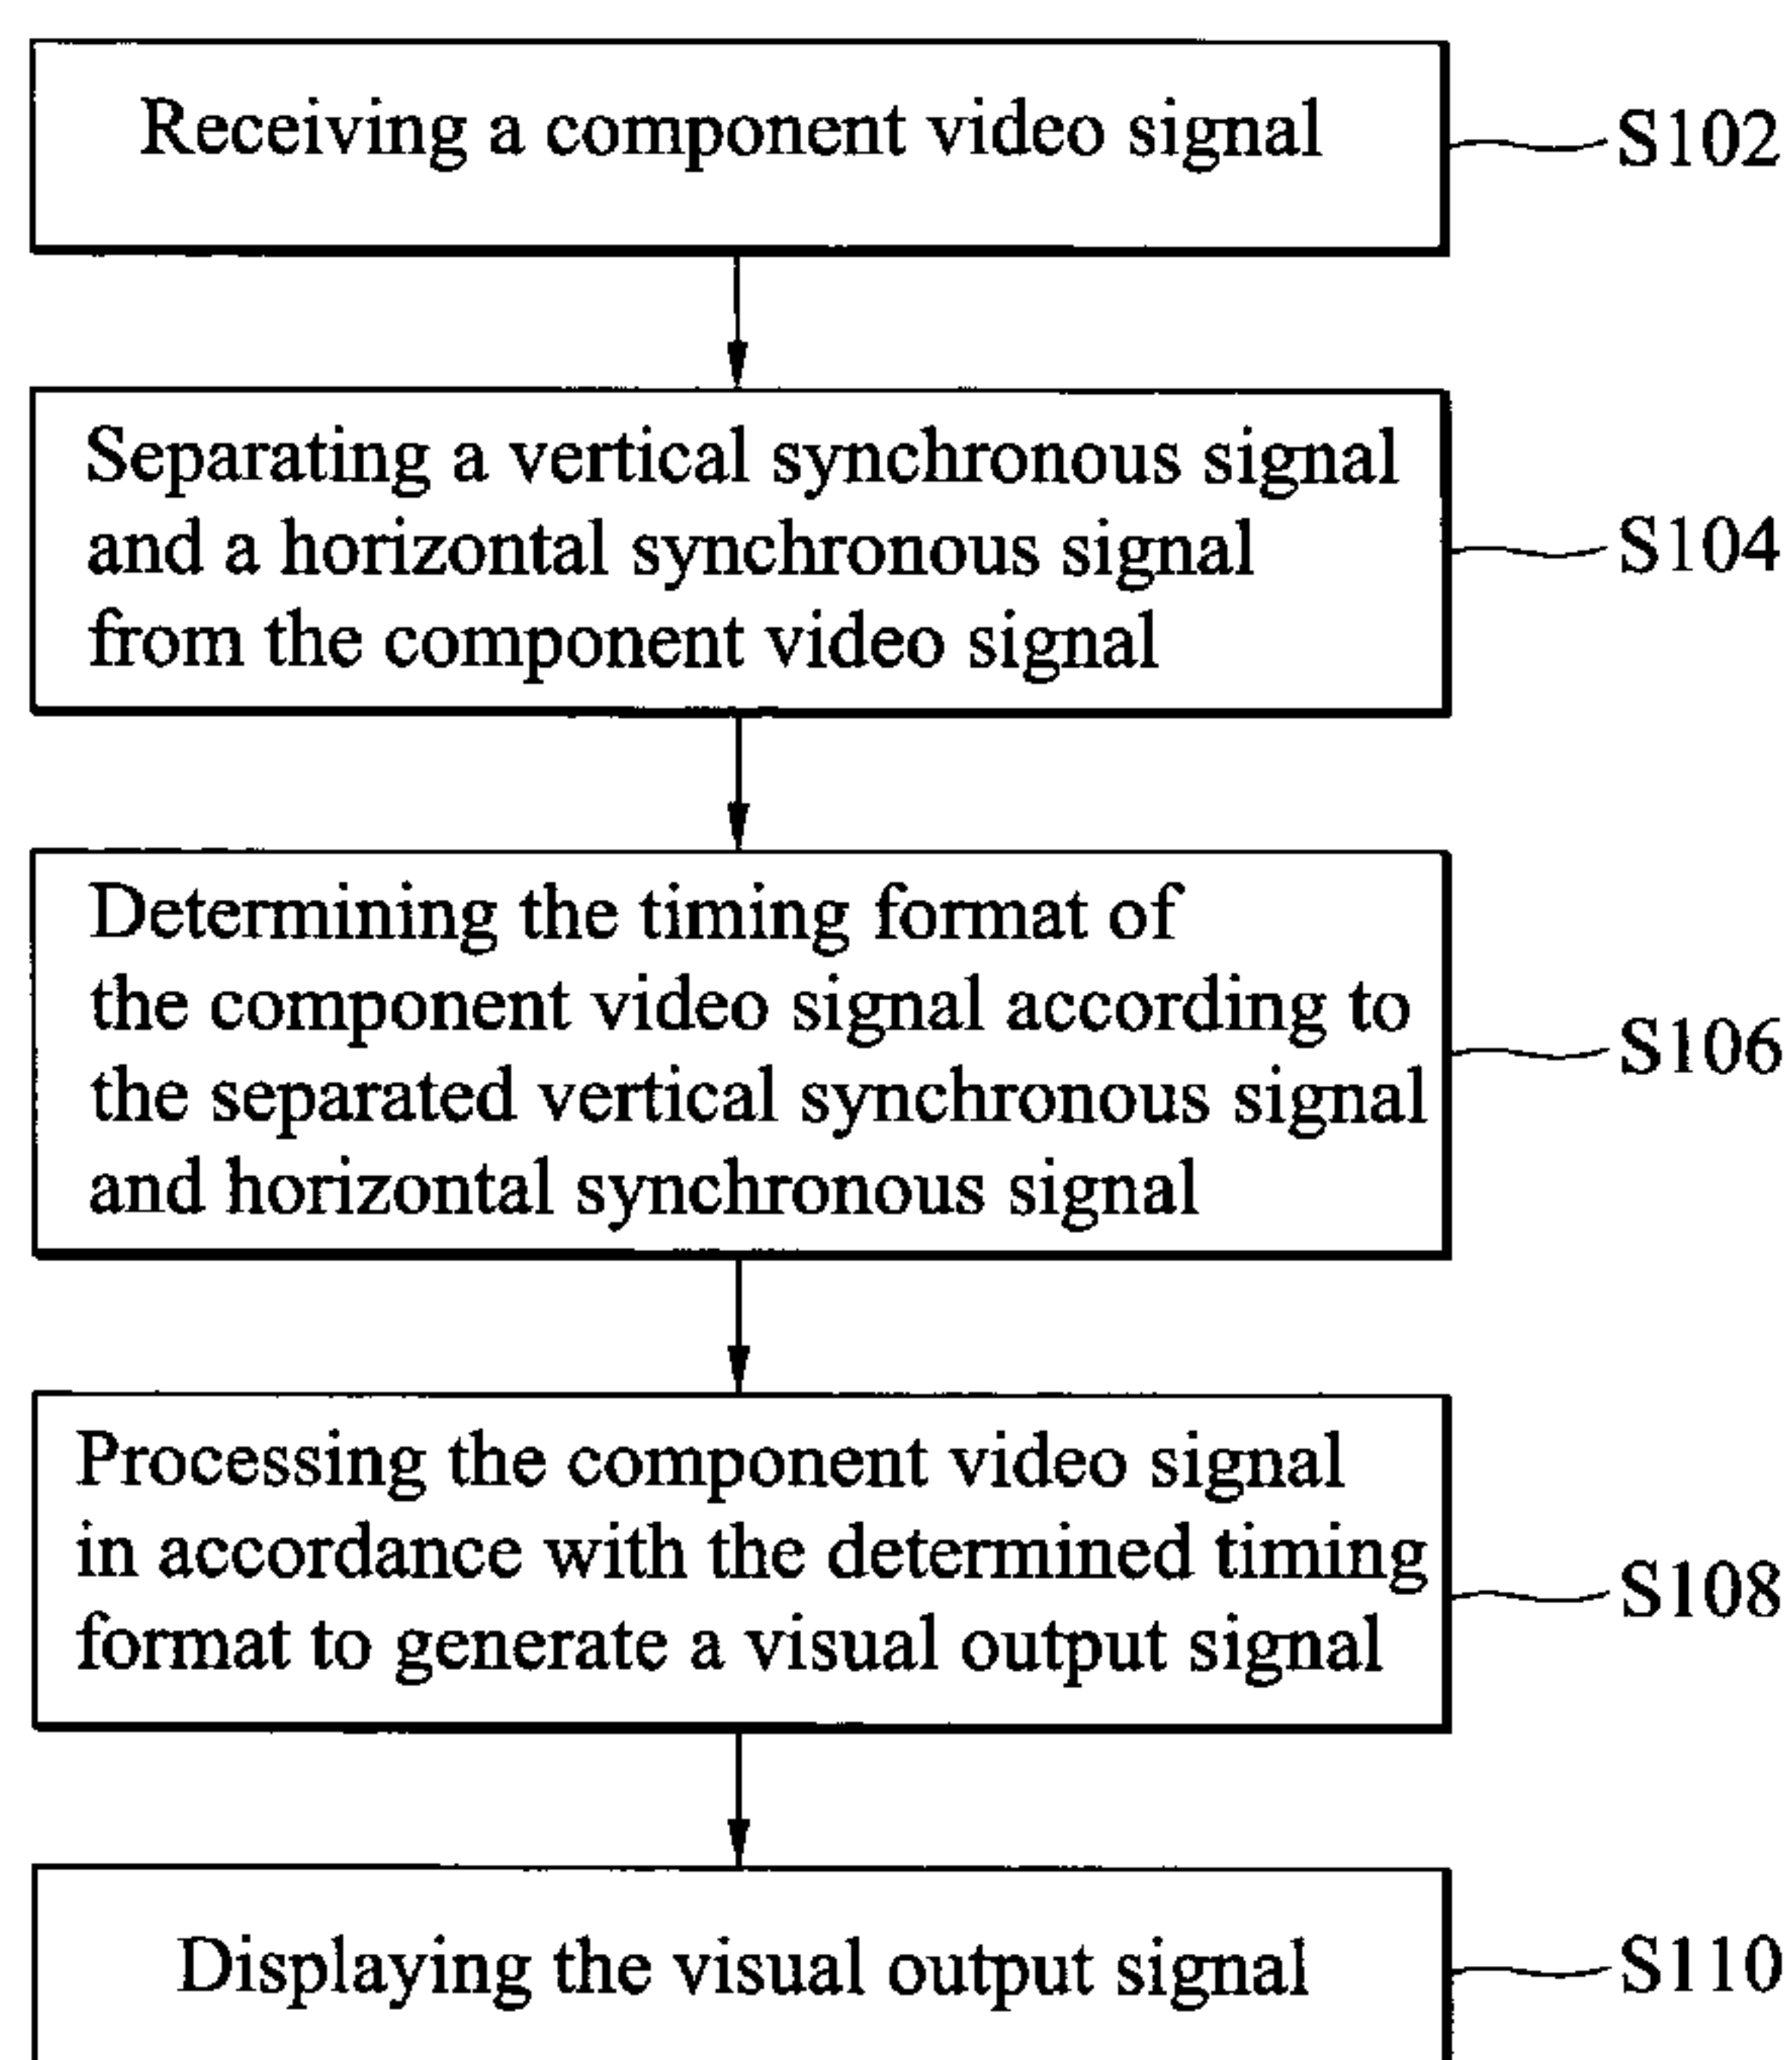 Receiving a component video signal
S102
Separating a vertical synchronous signal
and a horizontal synchronous signal
from the component video signal
S104
Determining the timing format of
the component video signal according to
the separated vertical synchronous signal
and horizontal synchronous signal
S106
Processing the component video signal
in accordance with the determined timing
format to generate a visual output signal
S108
Displaying the visual output signal
S110